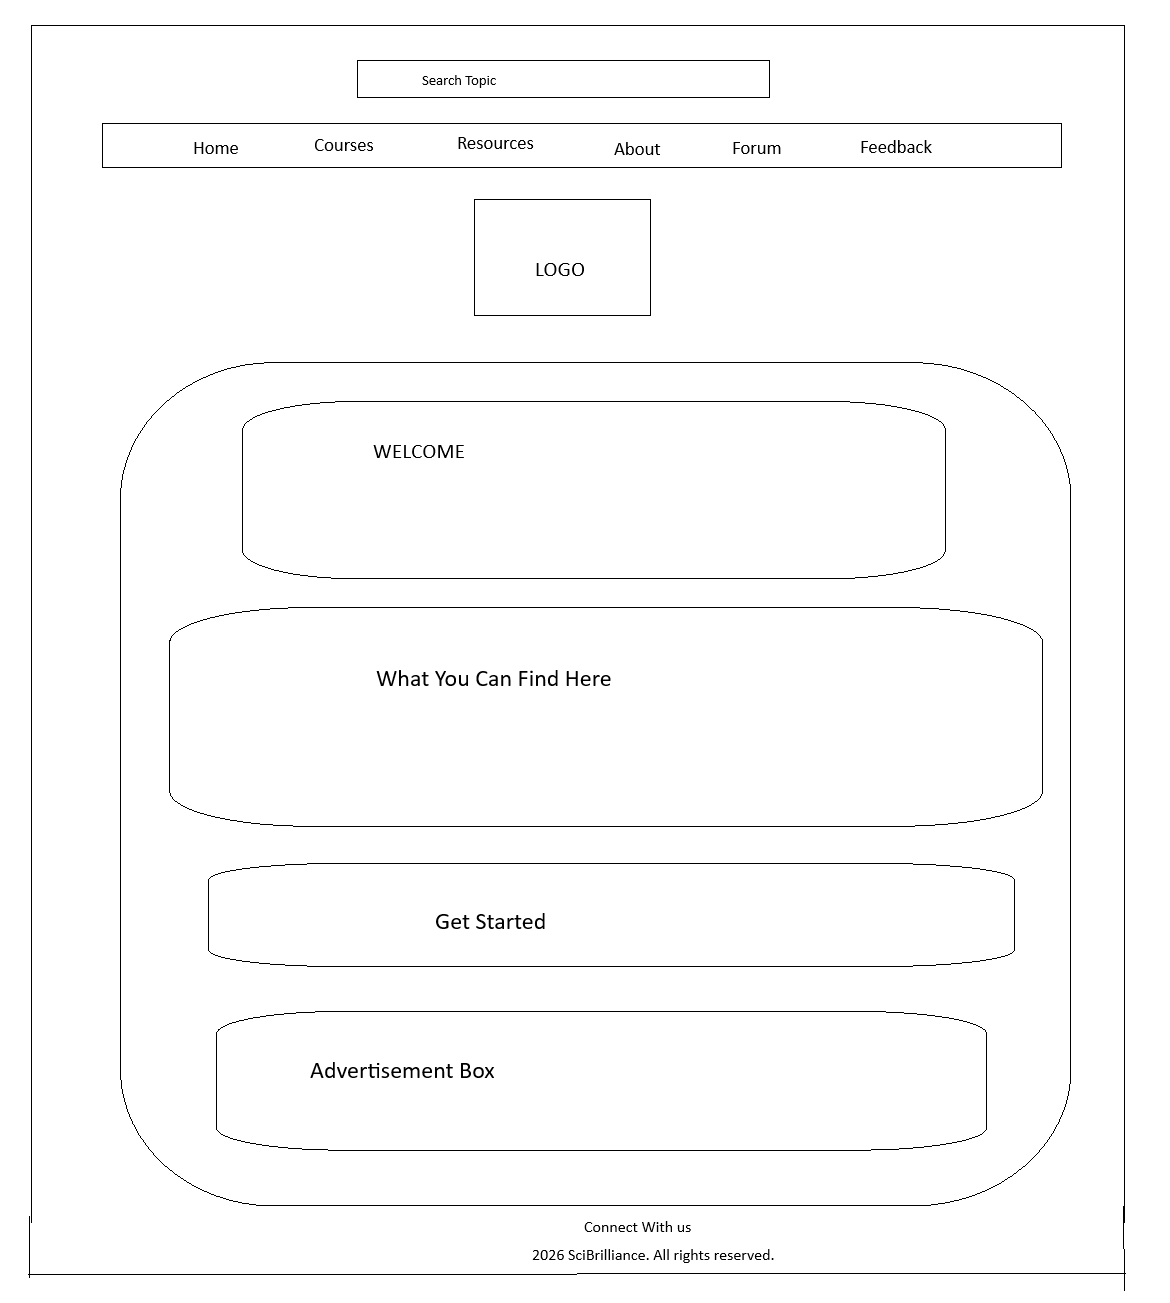 Search Topic
Home Courses Resources About Forum Feedback
LOGO
WELCOME
What You Can Find Here
Get Started
Advertisement Box
Connect With us
2026 SciBrilliance. All rights reserved.